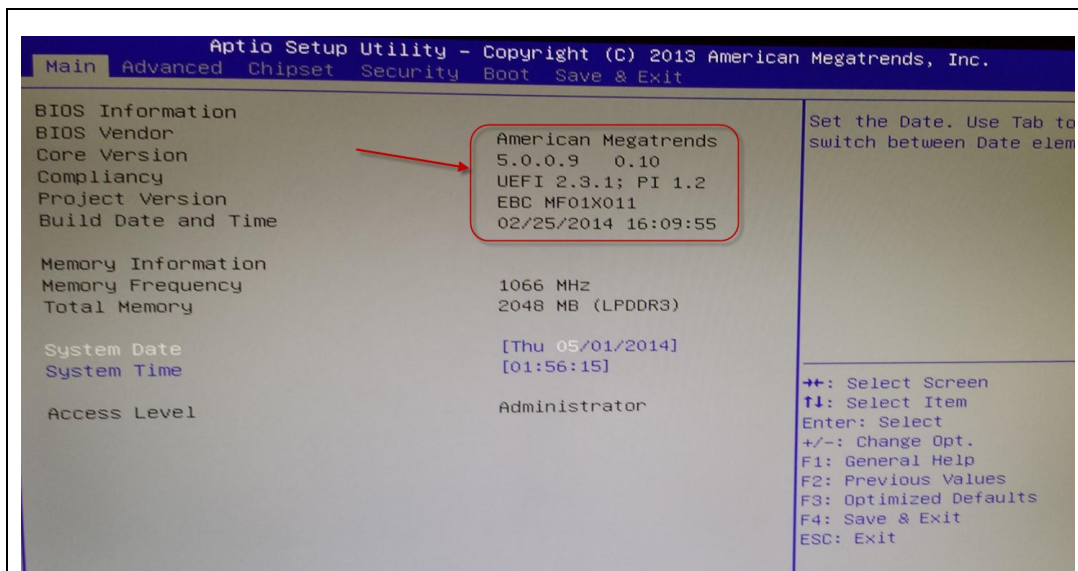 Aptio Setup Utility – Copyright (C) 2013 American Megatrends, Inc.
Main Advanced Chipset Security Boot Save & Exit
BIOS Information
BIOS Vendor American Megatrends
Core Version 5.0.0.9 0.10
Compliancy UEFI 2.3.1; PI 1.2
Project Version EBC MF01X011
Build Date and Time 02/25/2014 16:09:55
Memory Information
Memory Frequency 1066 MHz
Total Memory 2048 MB (LPDDR3)
System Date [Thu 05/01/2014]
System Time [01:56:15]
Access Level Administrator
Set the Date. Use Tab to
switch between Date elem
→←: Select Screen
↑↓: Select Item
Enter: Select
+/-: Change Opt.
F1: General Help
F2: Previous Values
F3: Optimized Defaults
F4: Save & Exit
ESC: Exit